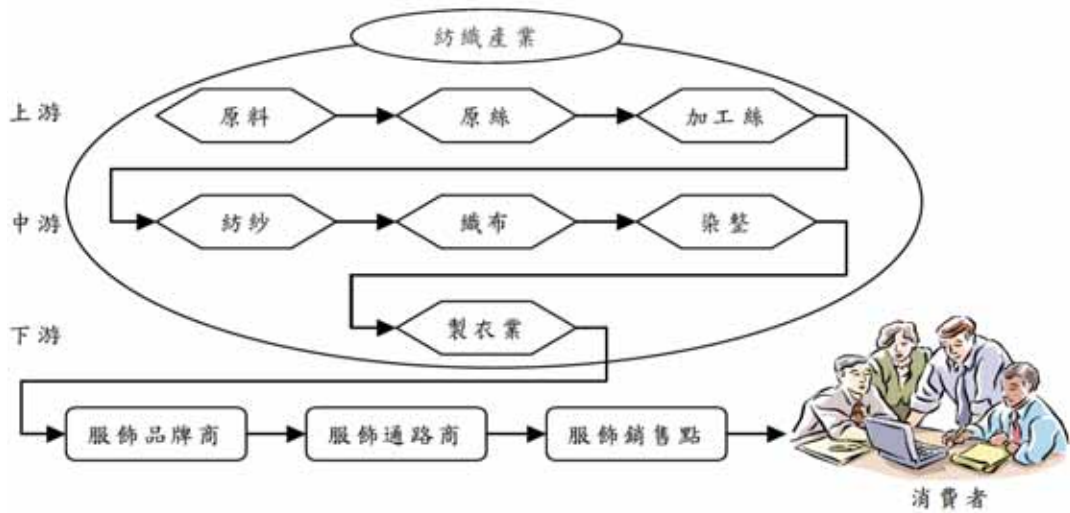 紡織產業
上游
原料
原絲
加工絲
中游
紡紗
織布
染整
下游
製衣業
服飾品牌商
服飾通路商
服飾銷售點
消費者